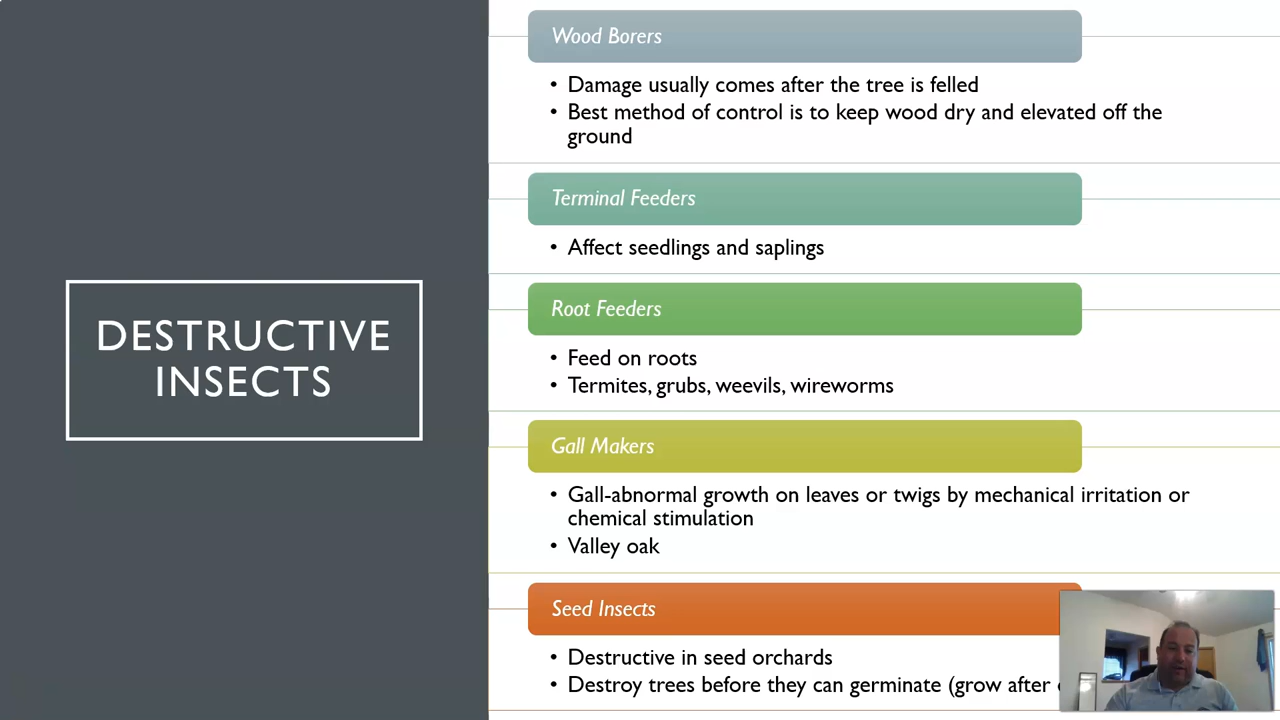 DESTRUCTIVE
INSECTS
Wood Borers
• Damage usually comes after the tree is felled
• Best method of control is to keep wood dry and elevated off the
ground
Terminal Feeders
• Affect seedlings and saplings
Root Feeders
• Feed on roots
• Termites, grubs, weevils, wireworms
Gall Makers
• Gall-abnormal growth on leaves or twigs by mechanical irritation or
chemical stimulation
• Valley oak
Seed Insects
• Destructive in seed orchards
• Destroy trees before they can germinate (grow after